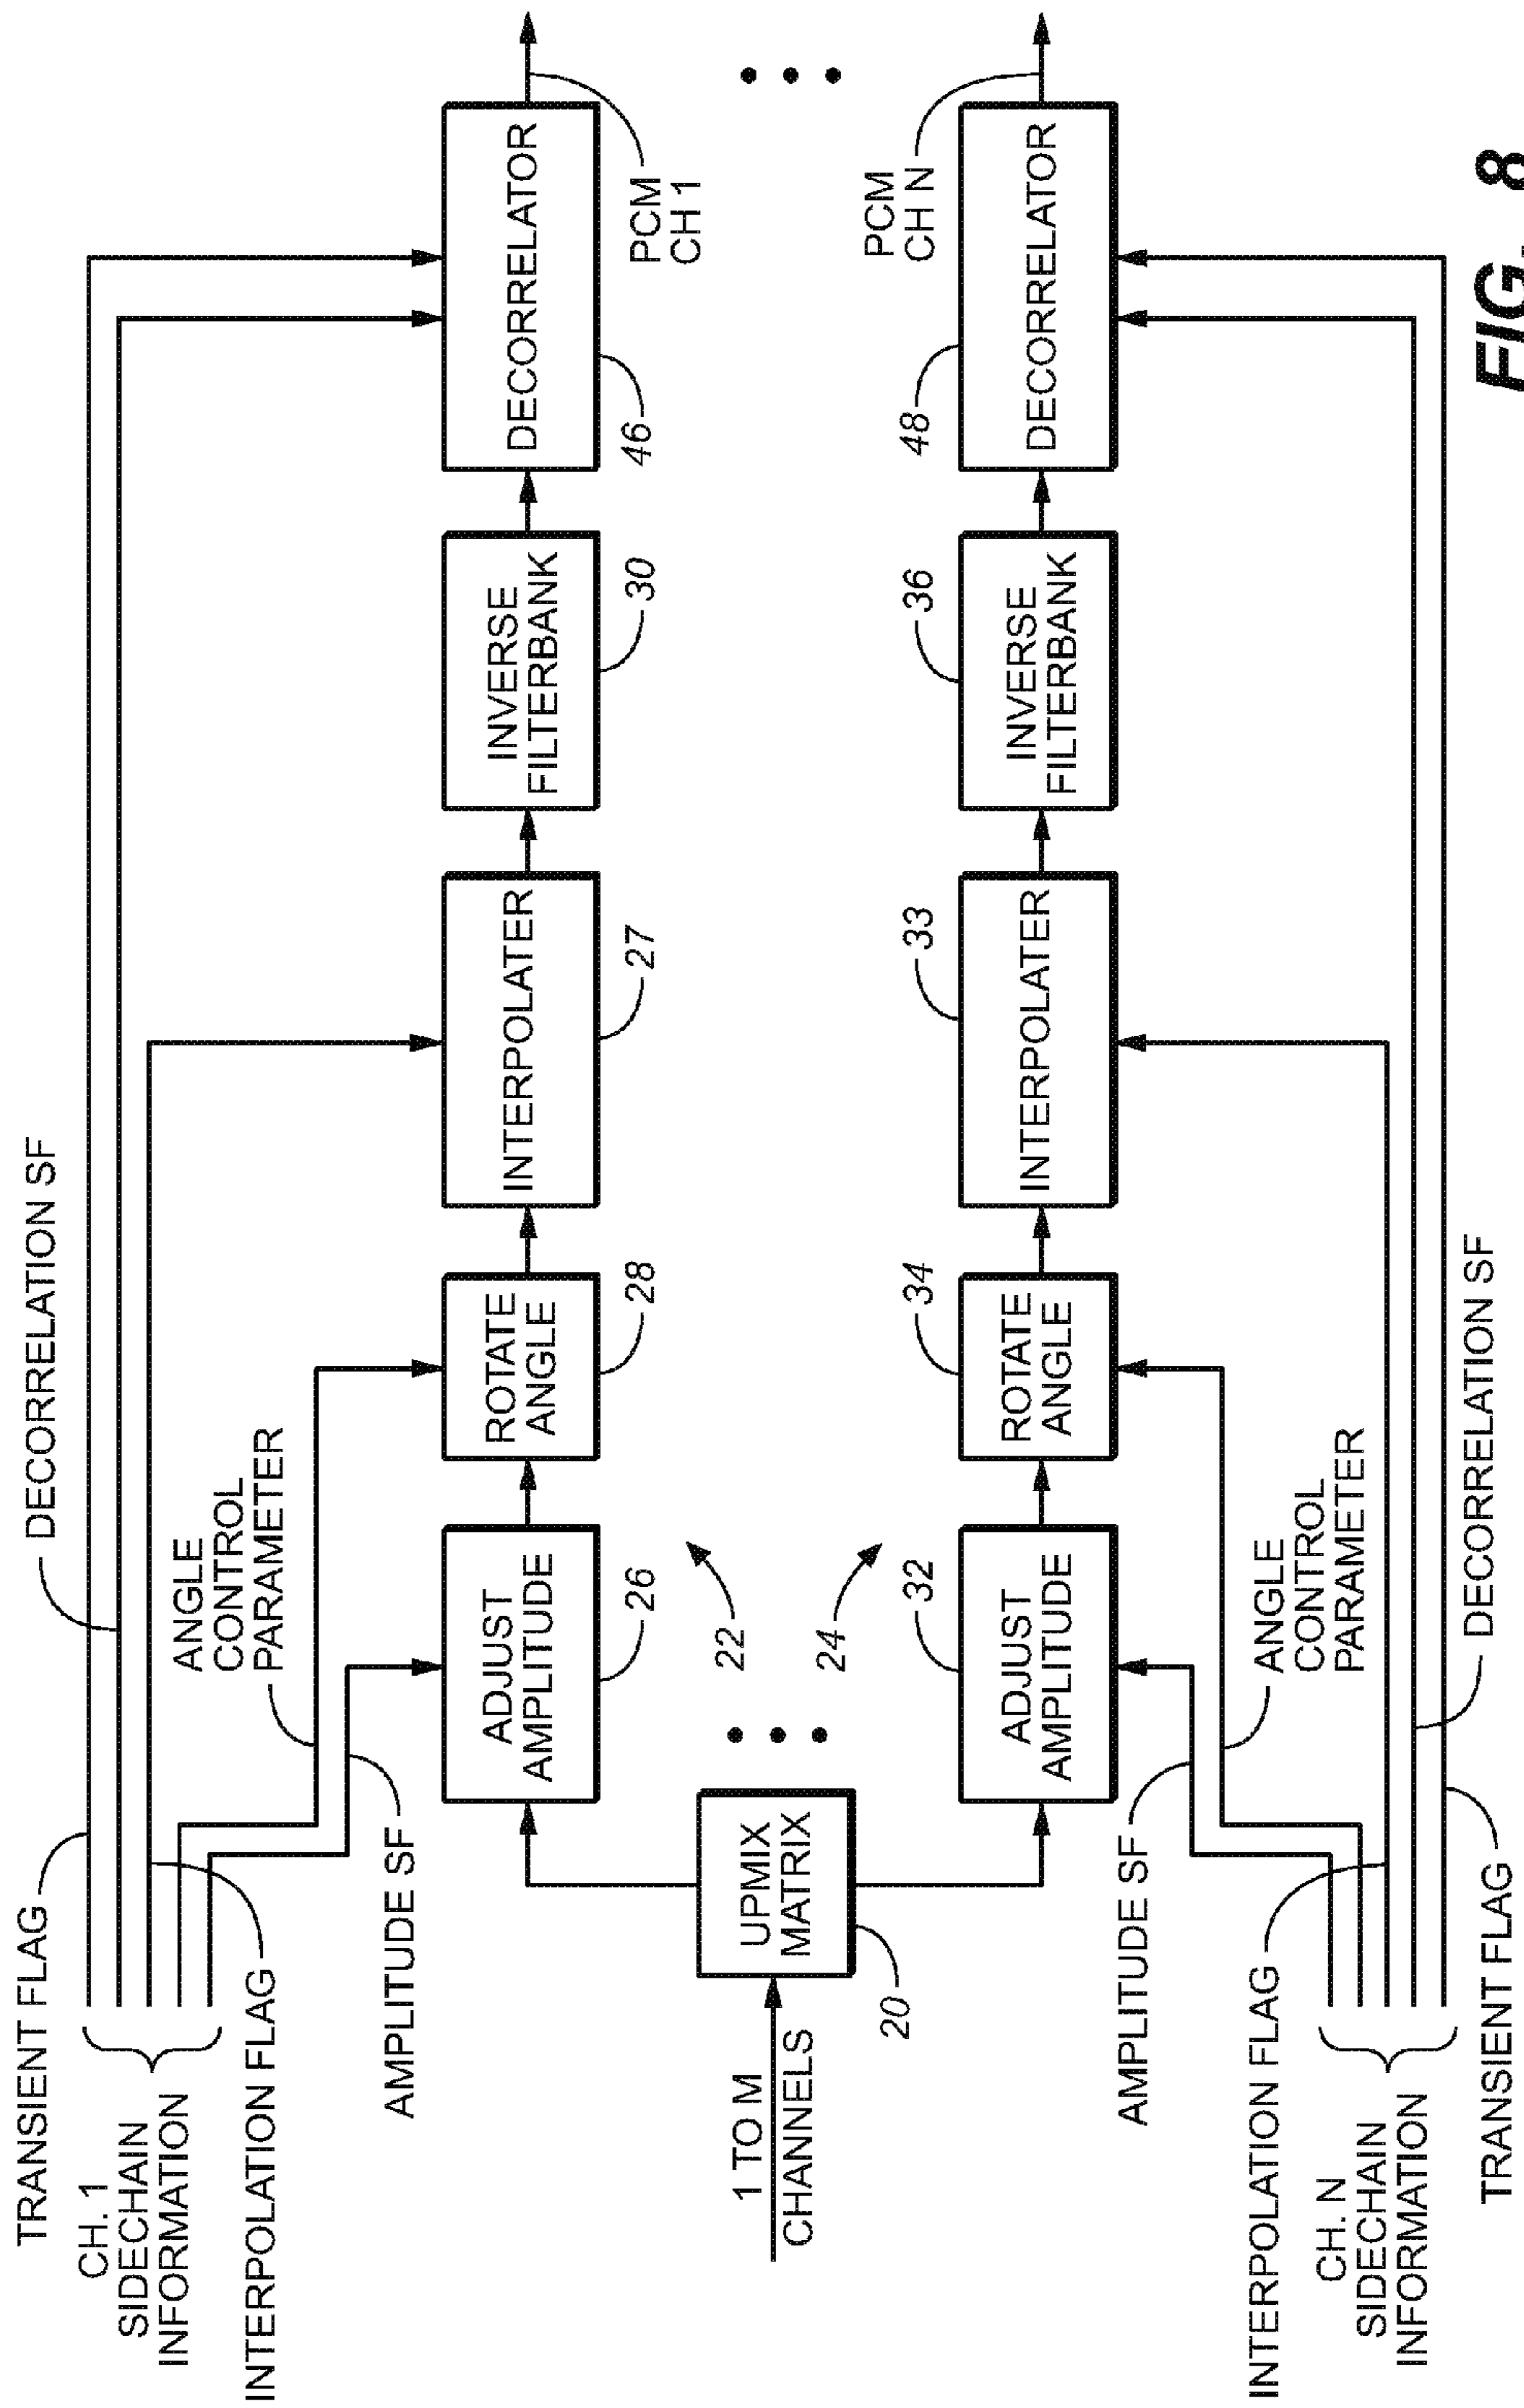 TRANSIENT FLAG
DECORRELATION SF
CH. 1
SIDECHAIN
INFORMATION
INTERPOLATION FLAG
ANGLE
CONTROL
PARAMETER
AMPLITUDE SF
ADJUST
AMPLITUDE
26
ROTATE
ANGLE
28
INTERPOLATER
27
INVERSE
FILTERBANK
30
DECORRELATOR
46
PCM
CH 1
1 TO M
CHANNELS
UPMIX
MATRIX
20
22
24
ADJUST
AMPLITUDE
32
ROTATE
ANGLE
34
INTERPOLATER
33
INVERSE
FILTERBANK
36
DECORRELATOR
48
PCM
CH N
AMPLITUDE SF
ANGLE
CONTROL
PARAMETER
INTERPOLATION FLAG
CH. N
SIDECHAIN
INFORMATION
DECORRELATION SF
TRANSIENT FLAG
FIG. 8